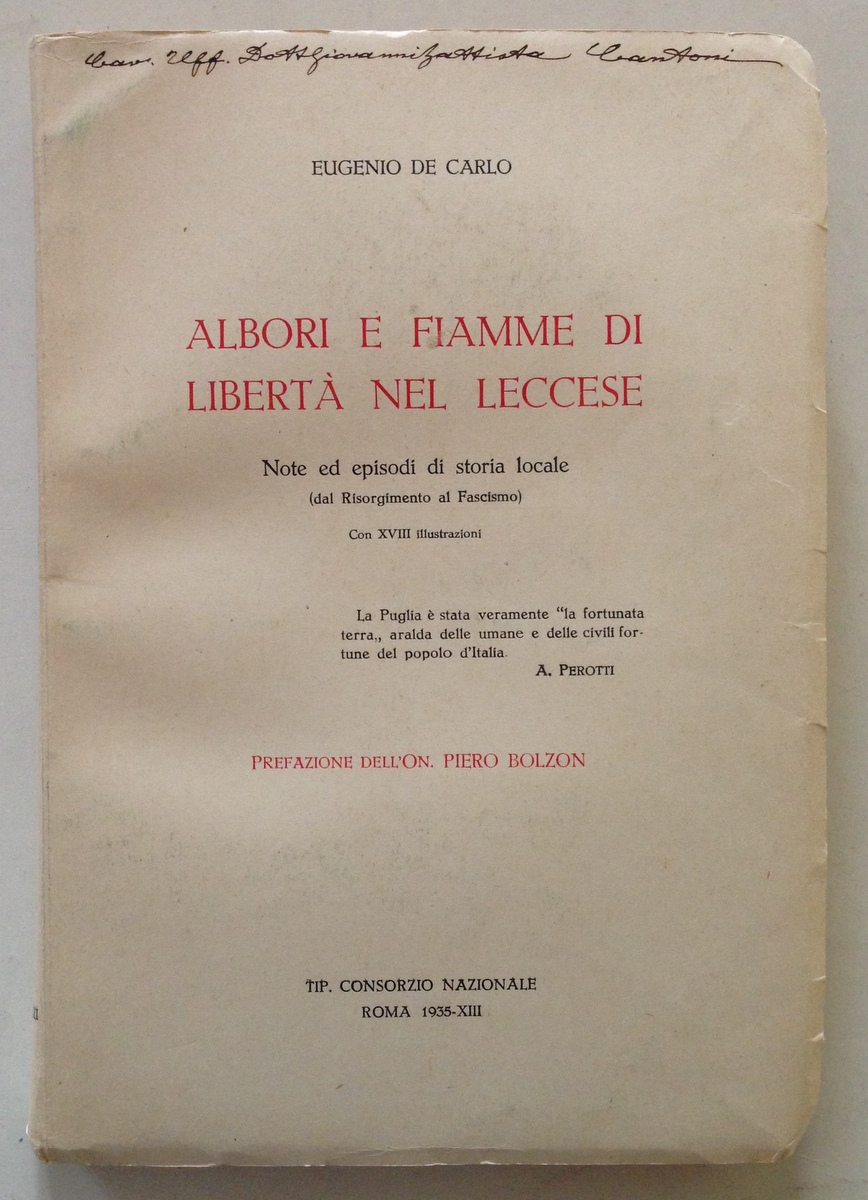 Cav. Uff. Dott Giovanni Battista Cantoni
EUGENIO DE CARLO
ALBORI E FIAMME DI
LIBERTÀ NEL LECCESE
Note ed episodi di storia locale
(dal Risorgimento al Fascismo)
Con XVIII illustrazioni
La Puglia è stata veramente "la fortunata
terra,, aralda delle umane e delle civili for-
tune del popolo d'Italia.
A. PEROTTI
PREFAZIONE DELL'ON. PIERO BOLZON
TIP. CONSORZIO NAZIONALE
ROMA 1935-XIII